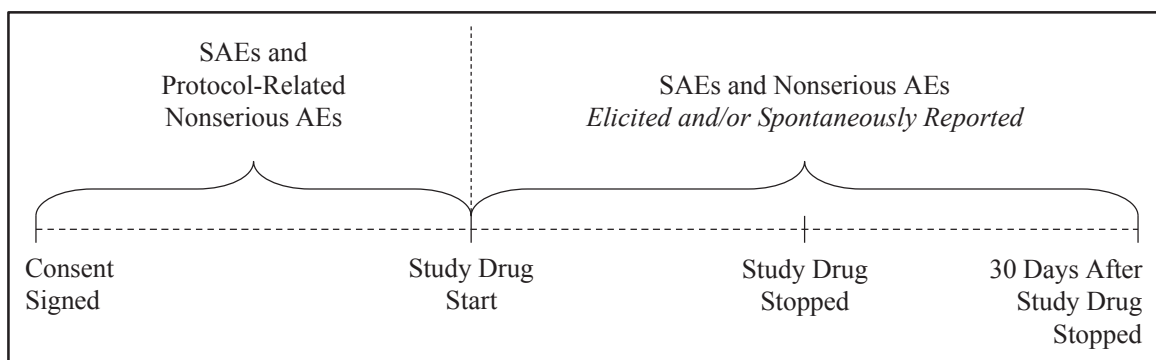 SAEs and
Protocol-Related
Nonserious AEs
SAEs and Nonserious AEs
Elicited and/or Spontaneously Reported
Consent
Signed
Study Drug
Start
Study Drug
Stopped
30 Days After
Study Drug
Stopped